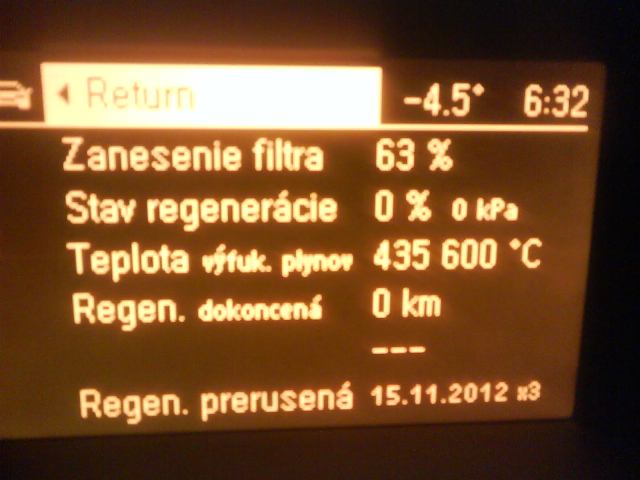 ◄ Return -4.5° 6:32
Zanesenie filtra 63 %
Stav regenerácie 0 % 0 kPa
Teplota výfuk. plynov 435 600 °C
Regen. dokoncená 0 km
---
Regen. prerusená 15.11.2012 x3